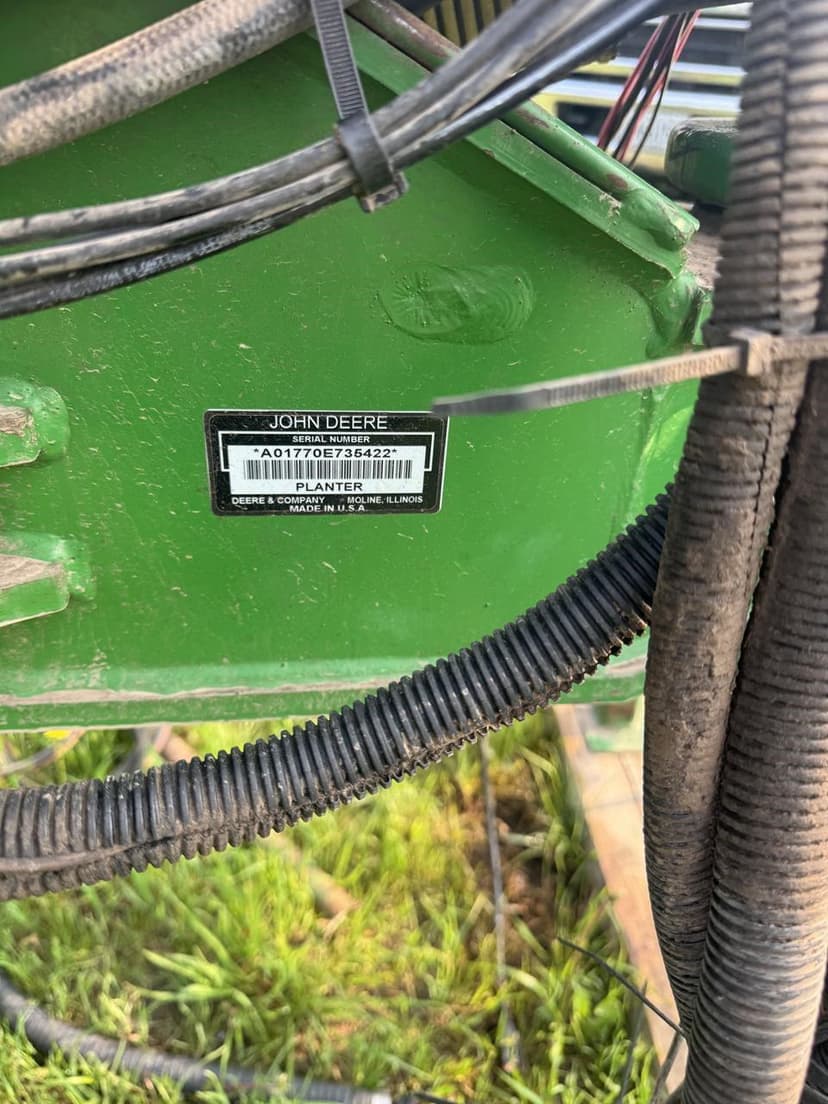 JOHN DEERE
SERIAL NUMBER
*A01770E735422*
PLANTER
DEERE & COMPANY MOLINE, ILLINOIS
MADE IN U.S.A.